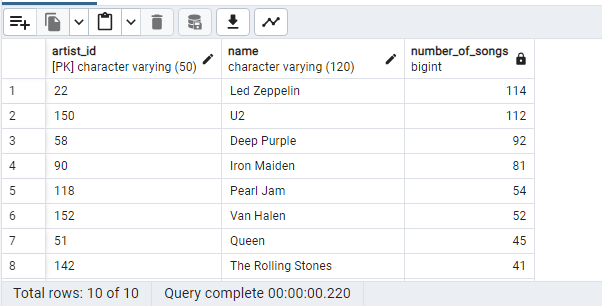 artist_id name number_of_songs
[PK] character varying (50) character varying (120) bigint
1 22 Led Zeppelin 114
2 150 U2 112
3 58 Deep Purple 92
4 90 Iron Maiden 81
5 118 Pearl Jam 54
6 152 Van Halen 52
7 51 Queen 45
8 142 The Rolling Stones 41
Total rows: 10 of 10 Query complete 00:00:00.220